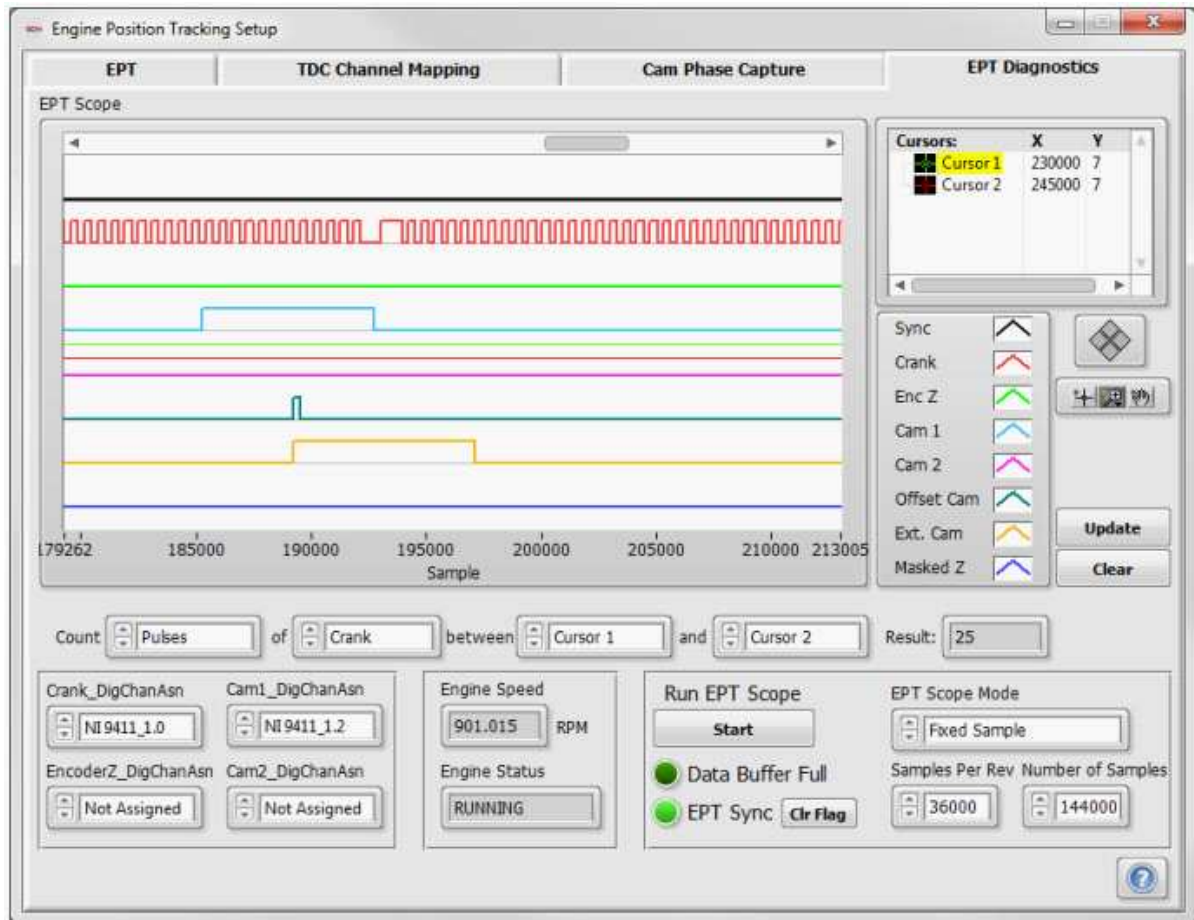 Engine Position Tracking Setup
EPT TDC Channel Mapping Cam Phase Capture EPT Diagnostics
EPT Scope
Cursors: X Y
Cursor 1 230000 7
Cursor 2 245000 7
Sync
Crank
Enc Z
Cam 1
Cam 2
Offset Cam
Ext. Cam
Masked Z
Update
Clear
179262 185000 190000 195000 200000 205000 210000 213005
Sample
Count Pulses of Crank between Cursor 1 and Cursor 2 Result: 25
Crank_DigChanAsn Cam1_DigChanAsn
NI 9411_1.0 NI 9411_1.2
EncoderZ_DigChanAsn Cam2_DigChanAsn
Not Assigned Not Assigned
Engine Speed
901.015 RPM
Engine Status
RUNNING
Run EPT Scope
Start
Data Buffer Full
EPT Sync Clr Flag
EPT Scope Mode
Fixed Sample
Samples Per Rev Number of Samples
36000 144000